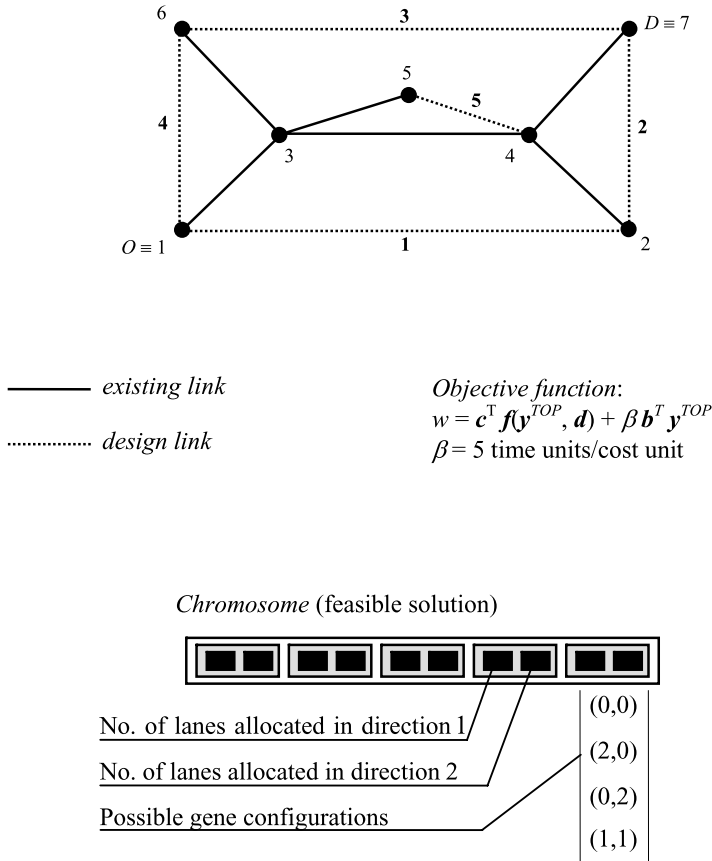 6
3
D ≡ 7
5
5
4
2
3
4
O ≡ 1
1
2
existing link
design link
Objective function:
w = cᵀ f(y^TOP, d) + β bᵀ y^TOP
β = 5 time units/cost unit
Chromosome (feasible solution)
No. of lanes allocated in direction 1
No. of lanes allocated in direction 2
Possible gene configurations
(0,0)
(2,0)
(0,2)
(1,1)